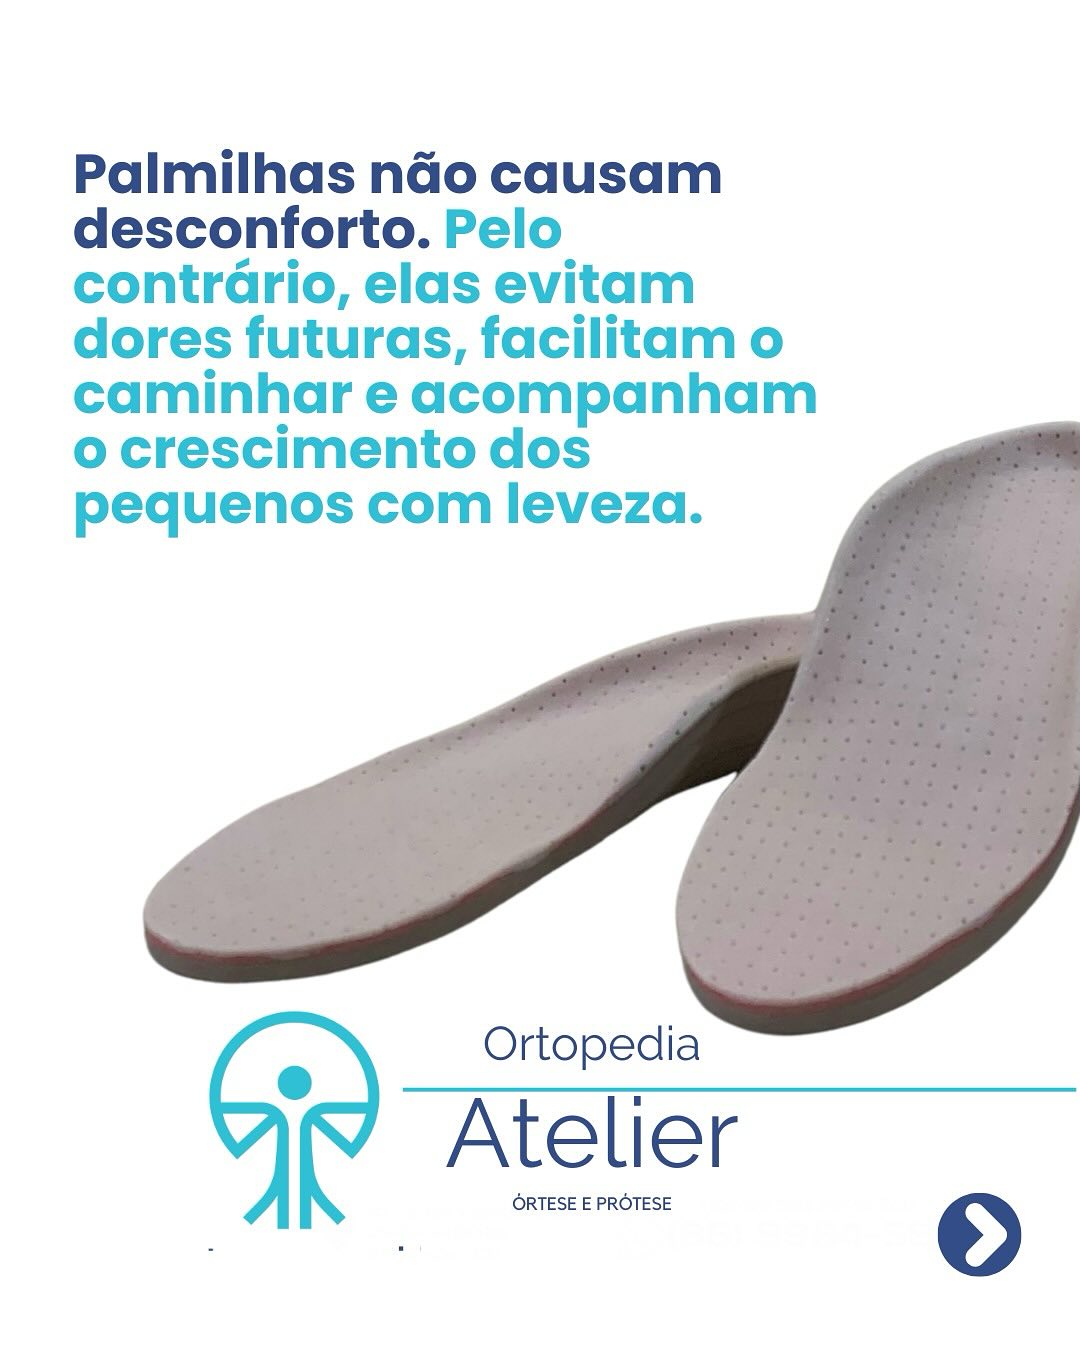 Palmilhas não causam
desconforto. Pelo
contrário, elas evitam
dores futuras, facilitam o
caminhar e acompanham
o crescimento dos
pequenos com leveza.
Ortopedia
Atelier
ÓRTESE E PRÓTESE